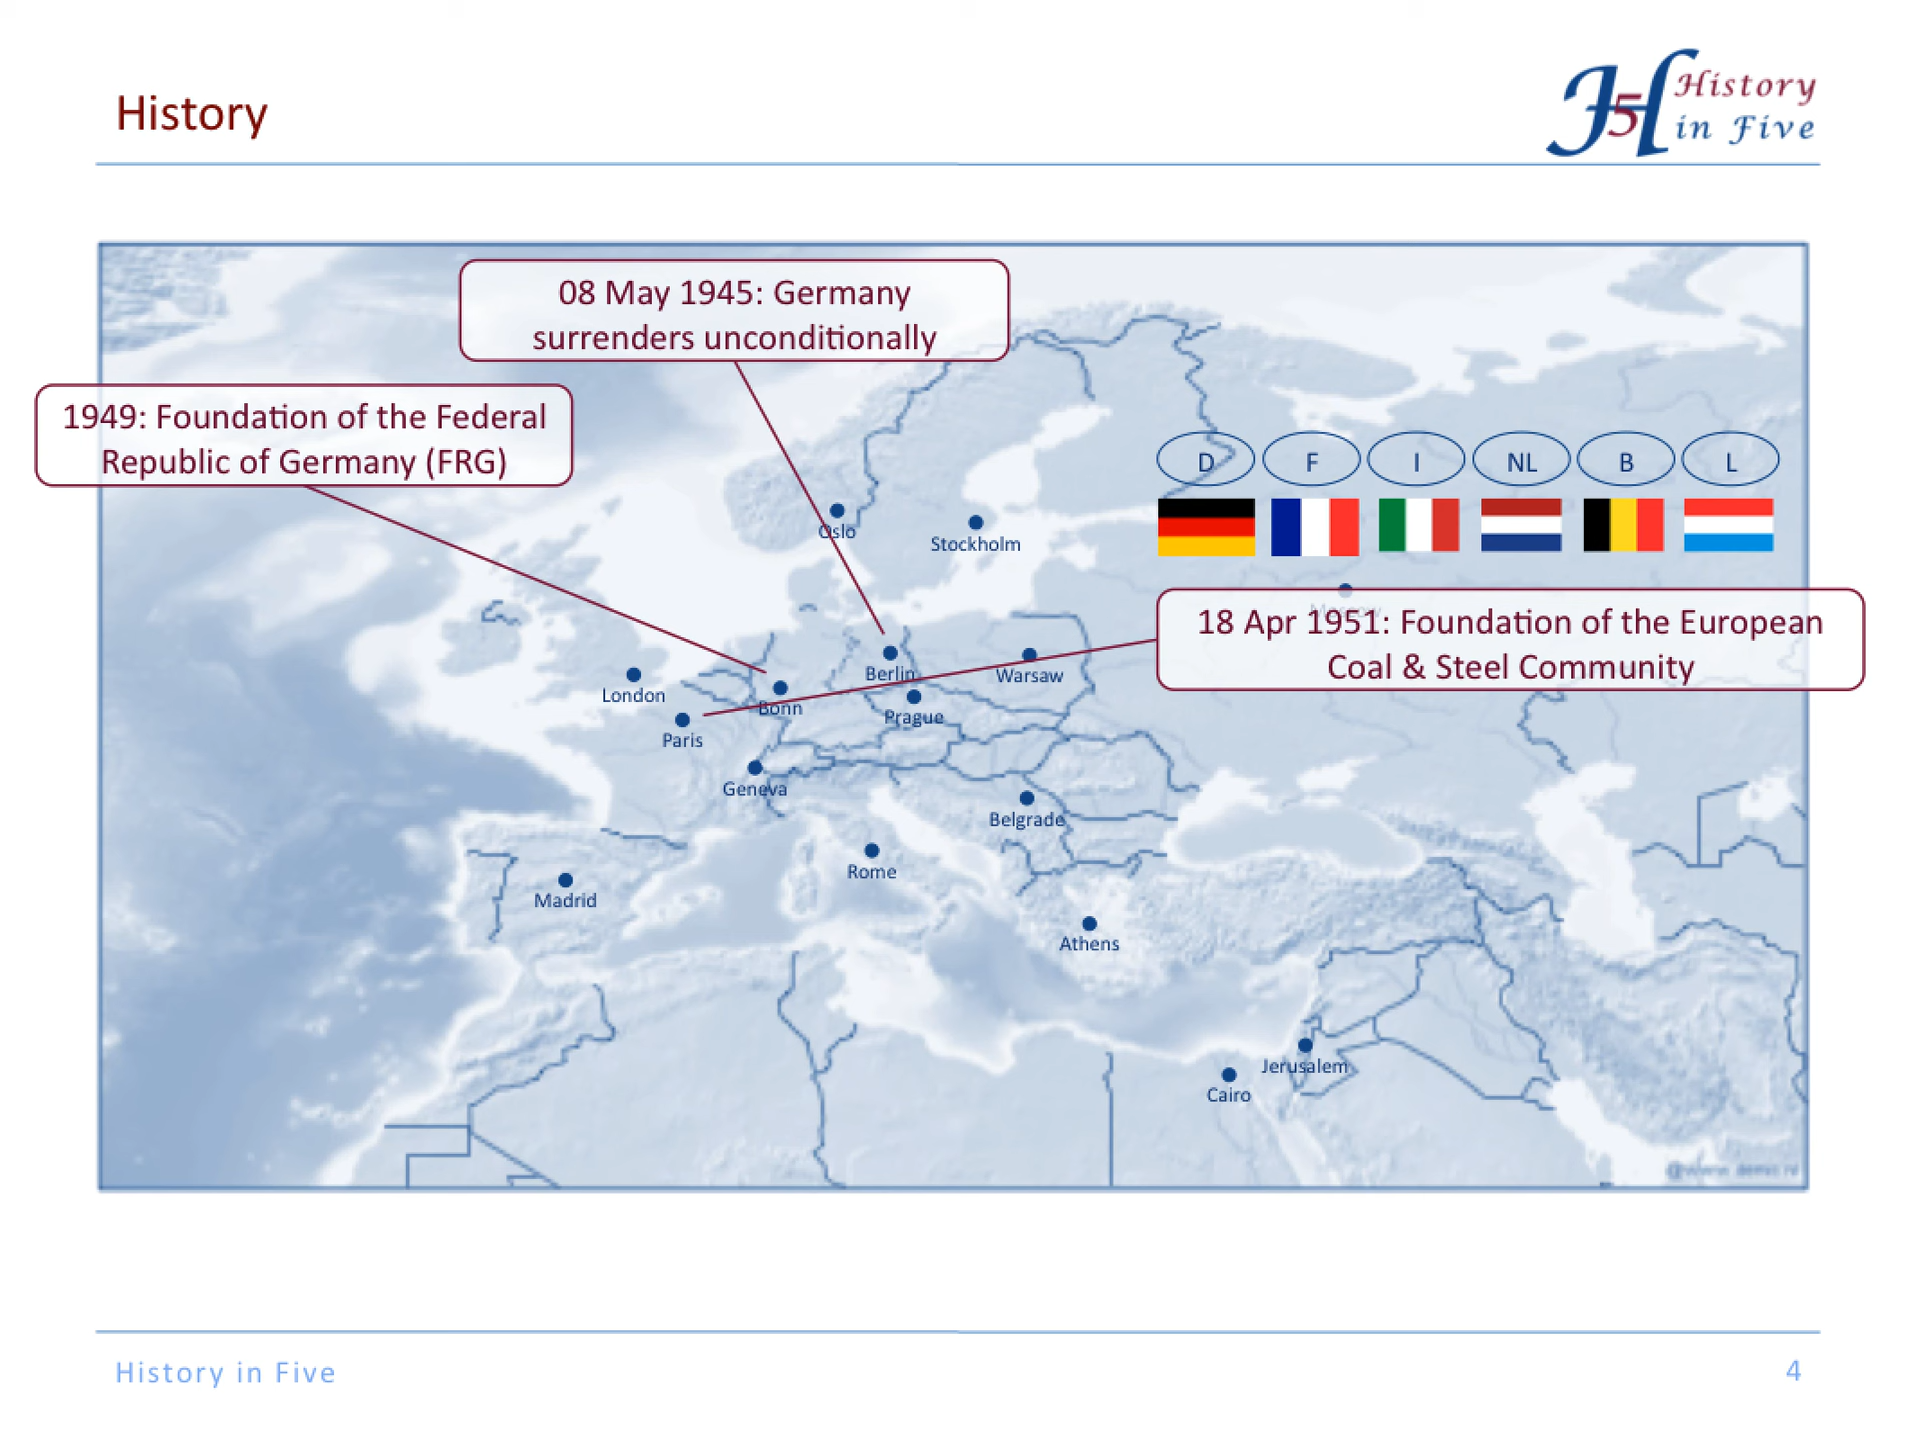 History
History
in Five
H5
08 May 1945: Germany
surrenders unconditionally
1949: Foundation of the Federal
Republic of Germany (FRG)
D F I NL B L
Oslo
Stockholm
Moscow
18 Apr 1951: Foundation of the European
Coal & Steel Community
Berlin
Warsaw
London
Bonn
Prague
Paris
Geneva
Belgrade
Rome
Madrid
Athens
Jerusalem
Cairo
History in Five
4